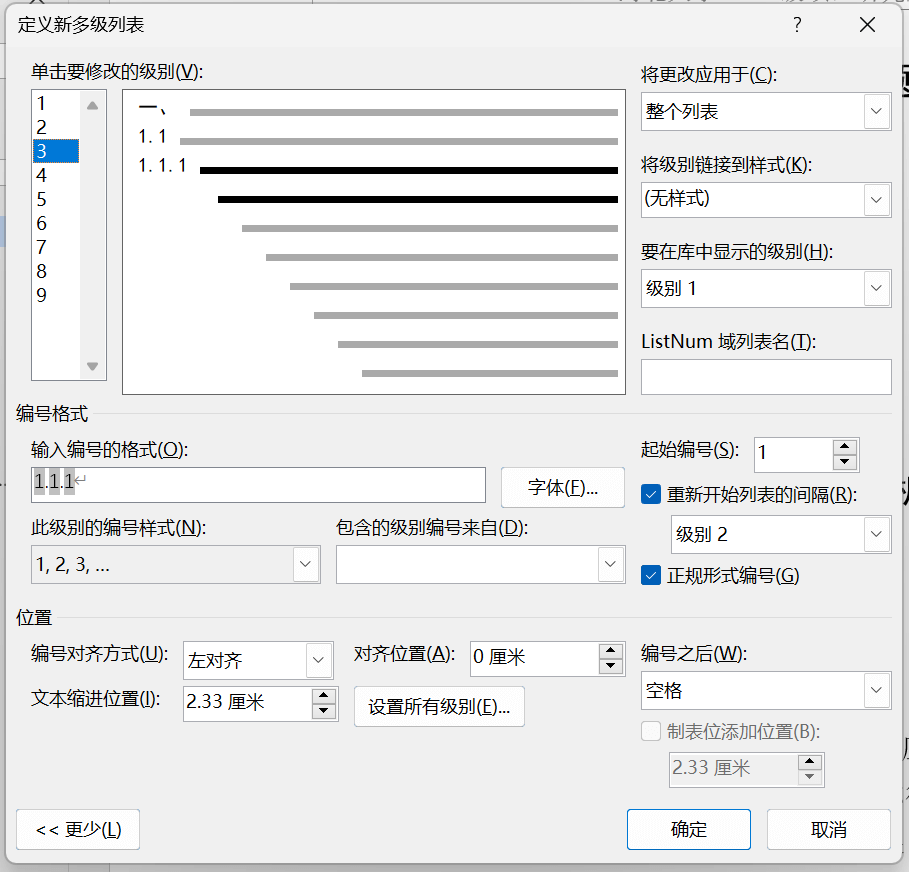 定义新多级列表 ?
单击要修改的级别(V):
1
2
3
4
5
6
7
8
9
一、
1.1
1.1.1
将更改应用于(C):
整个列表
将级别链接到样式(K):
(无样式)
要在库中显示的级别(H):
级别 1
ListNum 域列表名(T):
编号格式
输入编号的格式(O):
1.1.1↵
字体(F)...
起始编号(S): 1
重新开始列表的间隔(R):
级别 2
此级别的编号样式(N):
1, 2, 3, ...
包含的级别编号来自(D):
正规形式编号(G)
位置
编号对齐方式(U): 左对齐
对齐位置(A): 0 厘米
编号之后(W):
空格
文本缩进位置(I): 2.33 厘米
设置所有级别(E)...
制表位添加位置(B):
2.33 厘米
<< 更少(L)
确定
取消